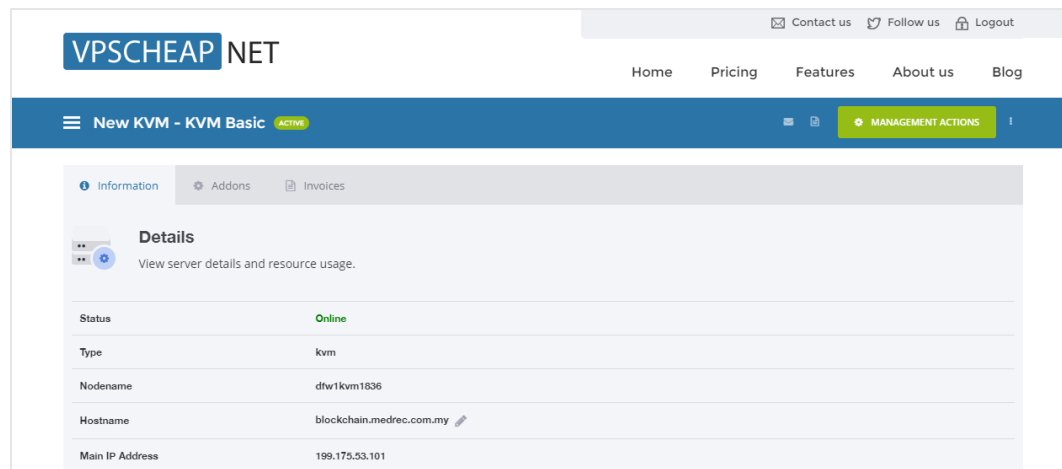 Contact us Follow us Logout
VPSCHEAP NET
Home Pricing Features About us Blog
New KVM - KVM Basic ACTIVE MANAGEMENT ACTIONS
Information Addons Invoices
Details
View server details and resource usage.
Status Online
Type kvm
Nodename dfw1kvm1836
Hostname blockchain.medrec.com.my
Main IP Address 199.175.53.101